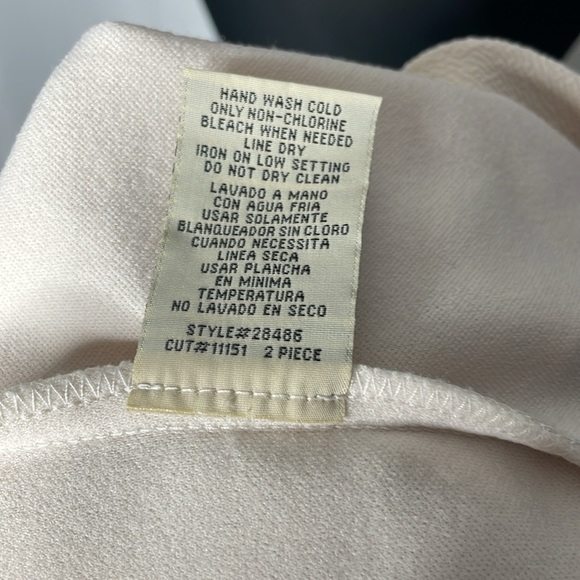 HAND WASH COLD
ONLY NON-CHLORINE
BLEACH WHEN NEEDED
LINE DRY
IRON ON LOW SETTING
DO NOT DRY CLEAN
LAVADO A MANO
CON AGUA FRIA
USAR SOLAMENTE
BLANQUEADOR SIN CLORO
CUANDO NECESSITA
LINEA SECA
USAR PLANCHA
EN MINIMA
TEMPERATURA
NO LAVADO EN SECO
STYLE#28486
CUT#11151 2 PIECE